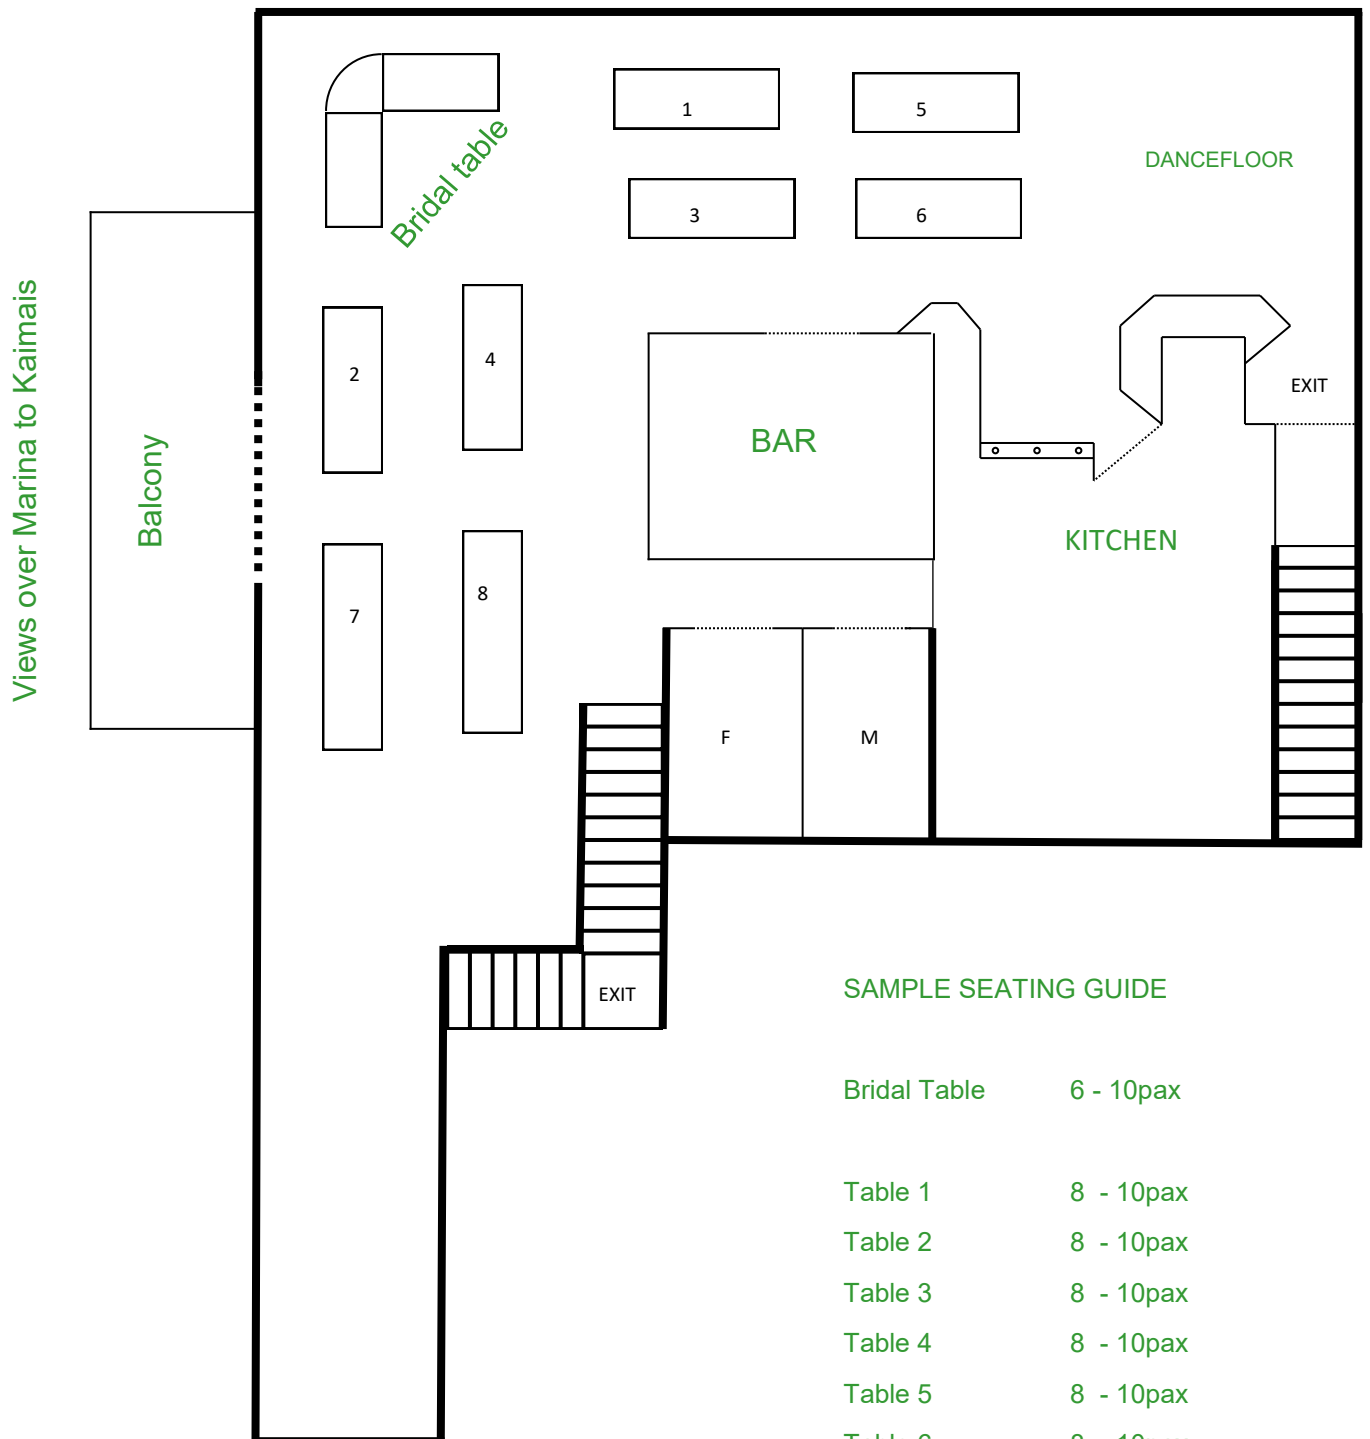 1
5
DANCEFLOOR
Bridal table
3
6
Views over Marina to Kaimais
Balcony
2
4
EXIT
BAR
KITCHEN
7
8
F
M
EXIT
SAMPLE SEATING GUIDE
Bridal Table 6 - 10pax
Table 1 8 - 10pax
Table 2 8 - 10pax
Table 3 8 - 10pax
Table 4 8 - 10pax
Table 5 8 - 10pax